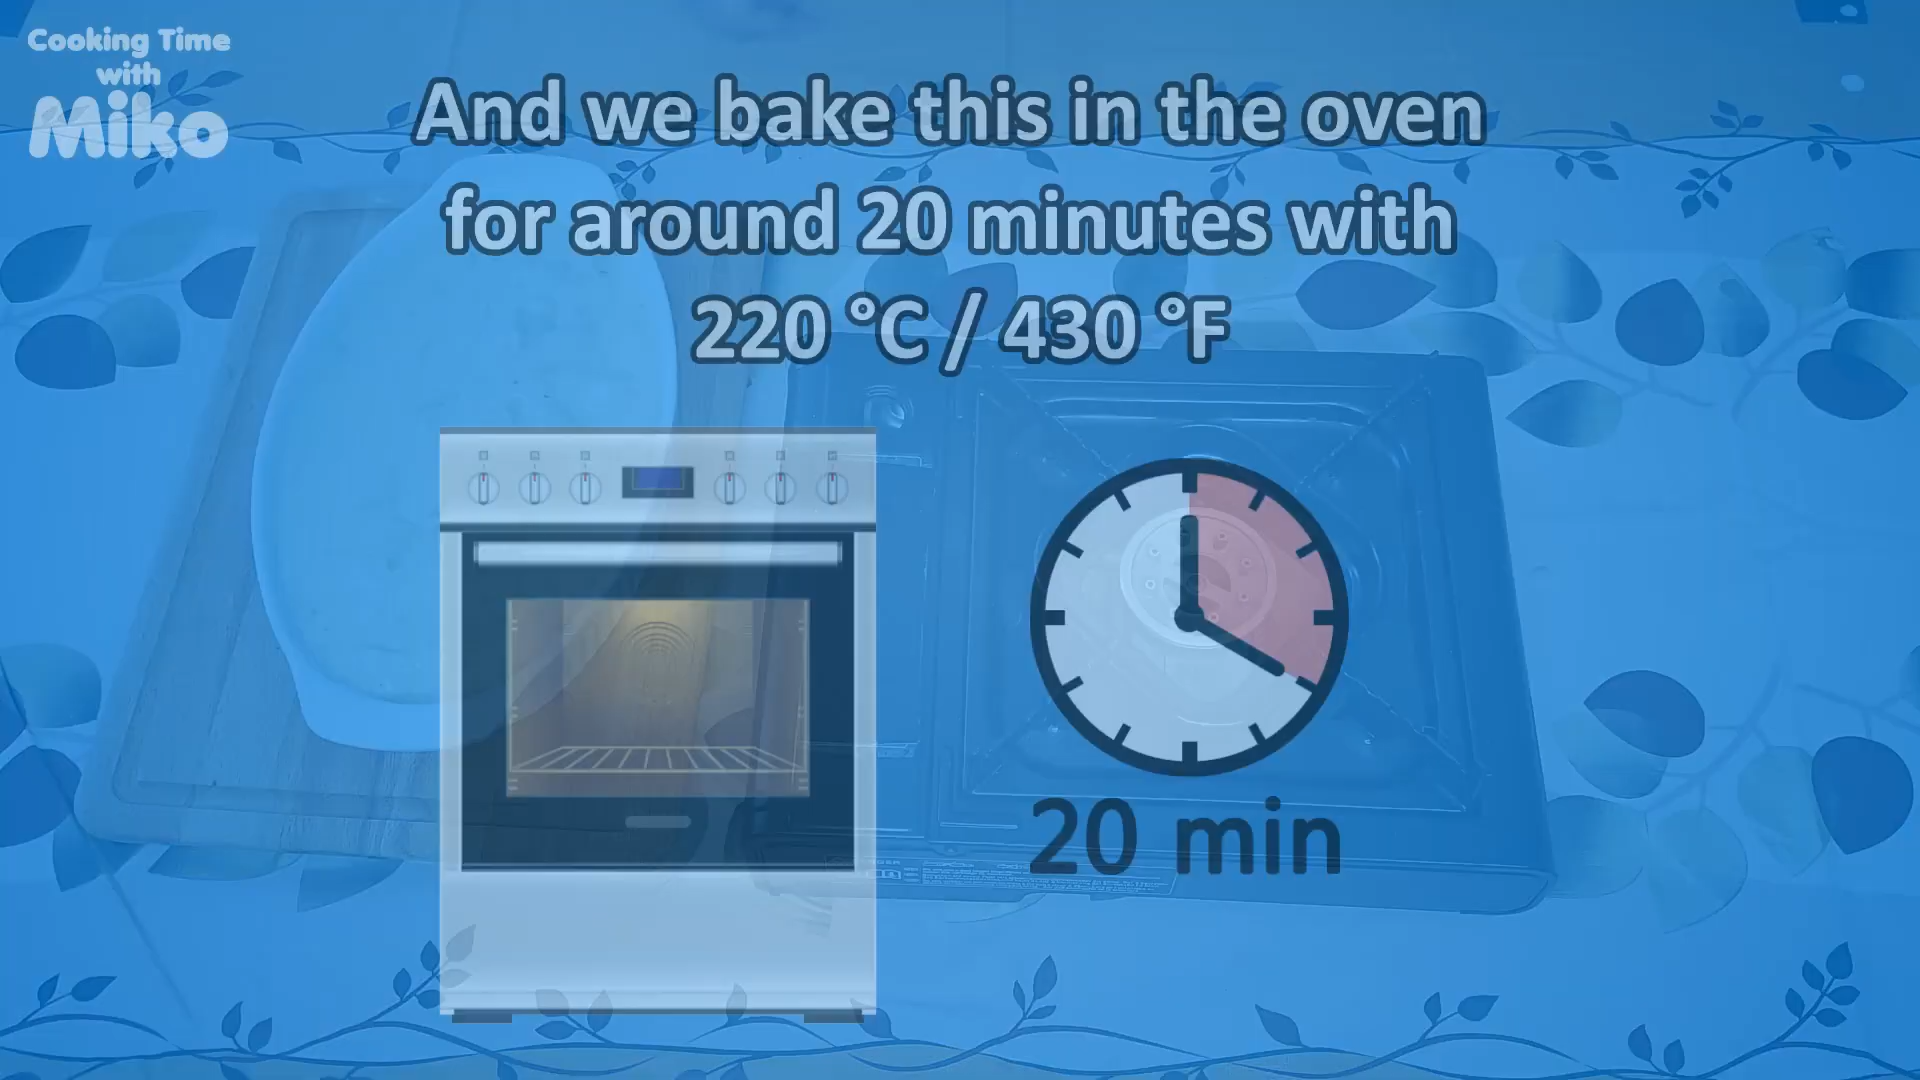 Cooking Time
with
Miko
And we bake this in the oven
for around 20 minutes with
220 °C / 430 °F
20 min